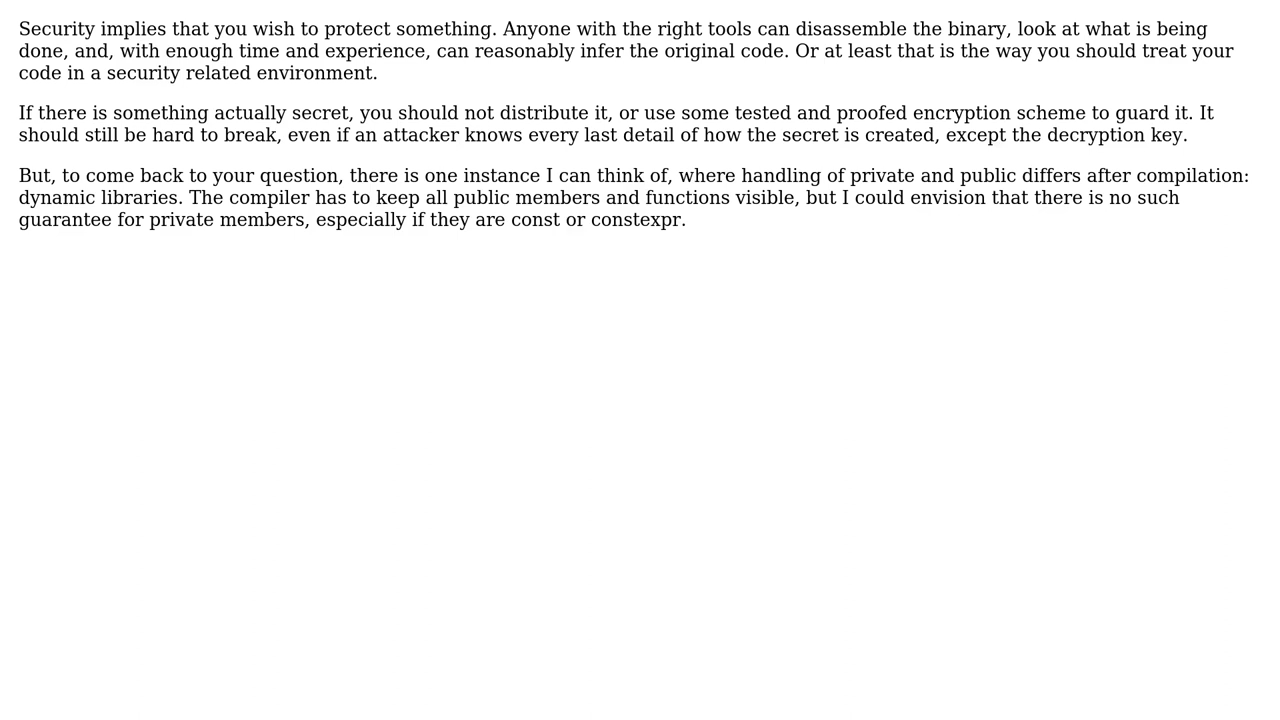 Security implies that you wish to protect something. Anyone with the right tools can disassemble the binary, look at what is being
done, and, with enough time and experience, can reasonably infer the original code. Or at least that is the way you should treat your
code in a security related environment.
If there is something actually secret, you should not distribute it, or use some tested and proofed encryption scheme to guard it. It
should still be hard to break, even if an attacker knows every last detail of how the secret is created, except the decryption key.
But, to come back to your question, there is one instance I can think of, where handling of private and public differs after compilation:
dynamic libraries. The compiler has to keep all public members and functions visible, but I could envision that there is no such
guarantee for private members, especially if they are const or constexpr.